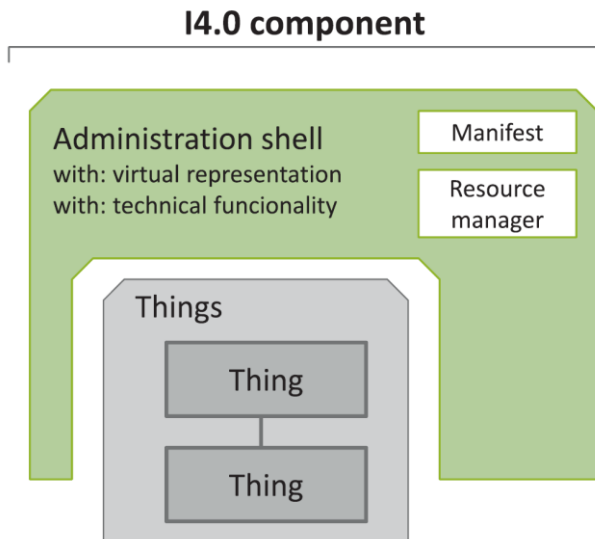 I4.0 component
Administration shell
with: virtual representation
with: technical funcionality
Manifest
Resource
manager
Things
Thing
Thing